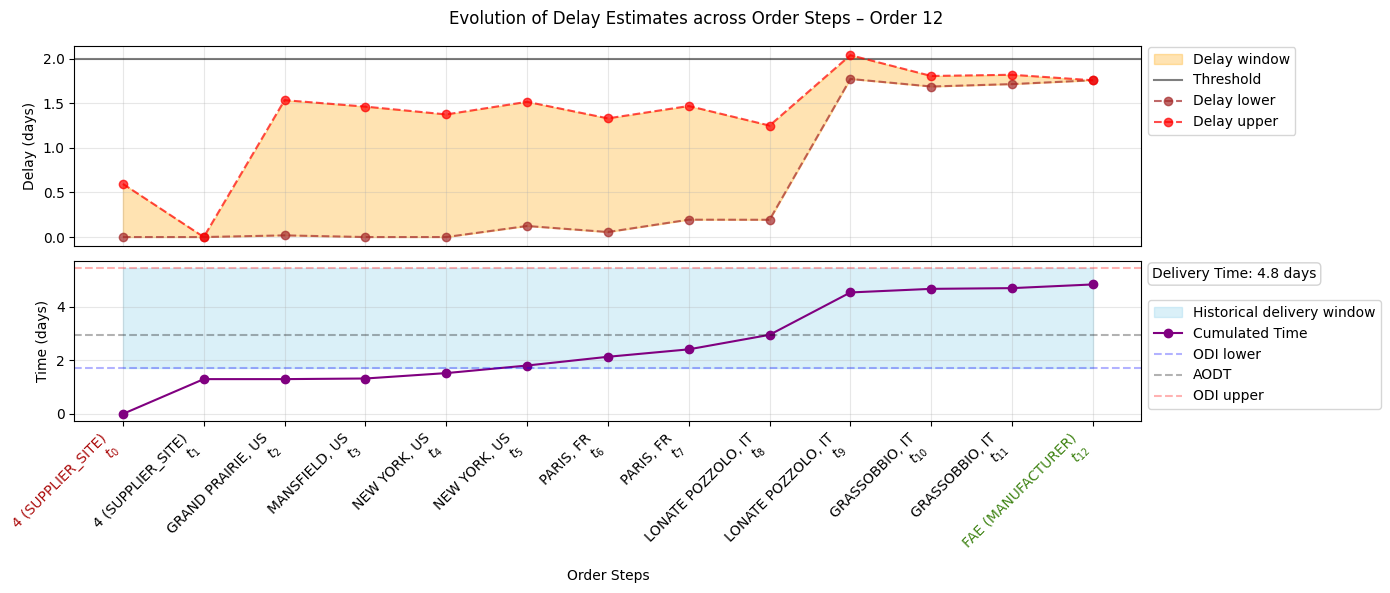 Evolution of Delay Estimates across Order Steps – Order 12
Delay (days)
2.0
1.5
1.0
0.5
0.0
Delay window
Threshold
Delay lower
Delay upper
Time (days)
4
2
0
Delivery Time: 4.8 days
Historical delivery window
Cumulated Time
ODI lower
AODT
ODI upper
4 (SUPPLIER_SITE)
t₀
4 (SUPPLIER_SITE)
t₁
GRAND PRAIRIE, US
t₂
MANSFIELD, US
t₃
NEW YORK, US
t₄
NEW YORK, US
t₅
PARIS, FR
t₆
PARIS, FR
t₇
LONATE POZZOLO, IT
t₈
LONATE POZZOLO, IT
t₉
GRASSOBBIO, IT
t₁₀
GRASSOBBIO, IT
t₁₁
FAE (MANUFACTURER)
t₁₂
Order Steps